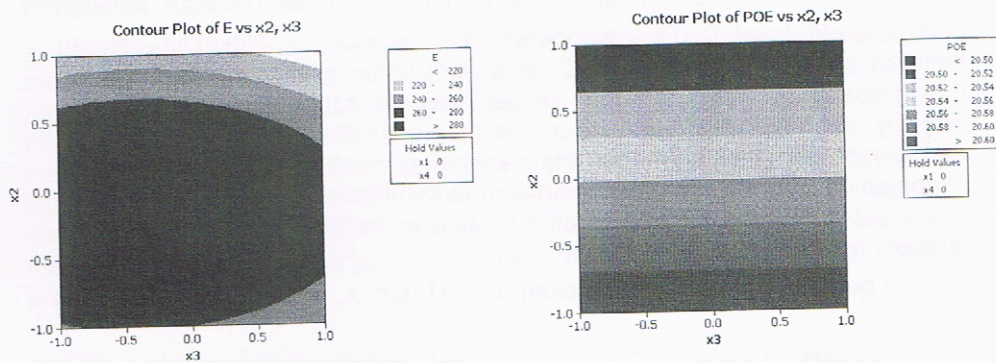 Contour Plot of E vs x2, x3
E
< 220
220 - 240
240 - 260
260 - 280
> 280
Hold Values
x1 0
x4 0
1.0
0.5
0.0
-0.5
-1.0
x2
-1.0 -0.5 0.0 0.5 1.0
x3
Contour Plot of POE vs x2, x3
POE
< 20.50
20.50 - 20.52
20.52 - 20.54
20.54 - 20.56
20.56 - 20.58
20.58 - 20.60
> 20.60
Hold Values
x1 0
x4 0
1.0
0.5
0.0
-0.5
-1.0
x2
-1.0 -0.5 0.0 0.5 1.0
x3